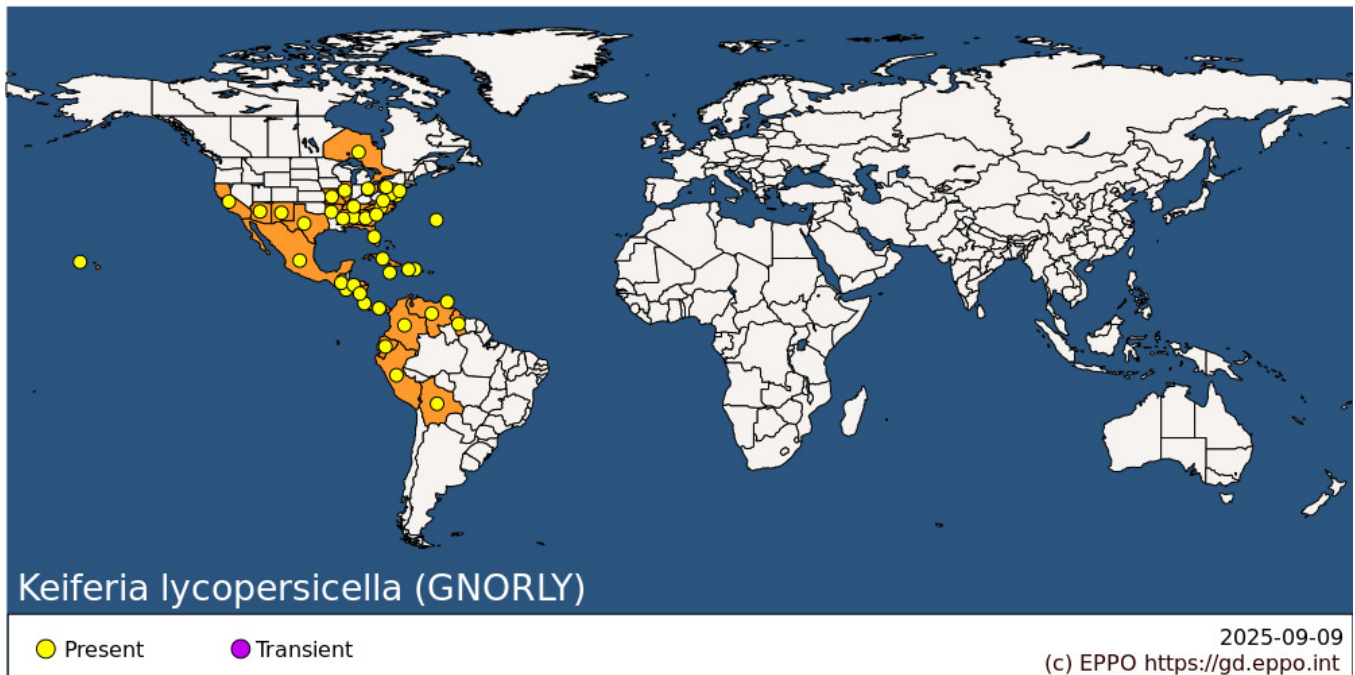 Keiferia lycopersicella (GNORLY)
Present
Transient
2025-09-09
(c) EPPO https://gd.eppo.int